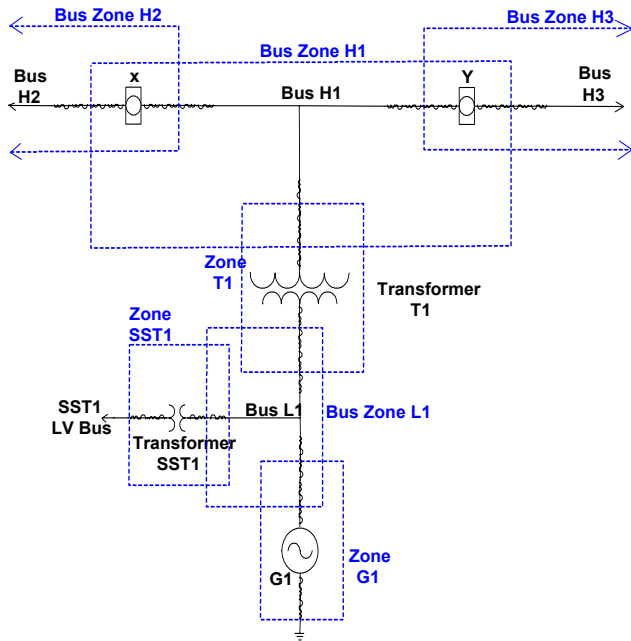 Bus Zone H2
Bus Zone H3
Bus Zone H1
Bus
H2
x
Bus H1
Y
Bus
H3
Zone
T1
Transformer
T1
Zone
SST1
SST1
LV Bus
Bus L1
Bus Zone L1
Transformer
SST1
G1
Zone
G1